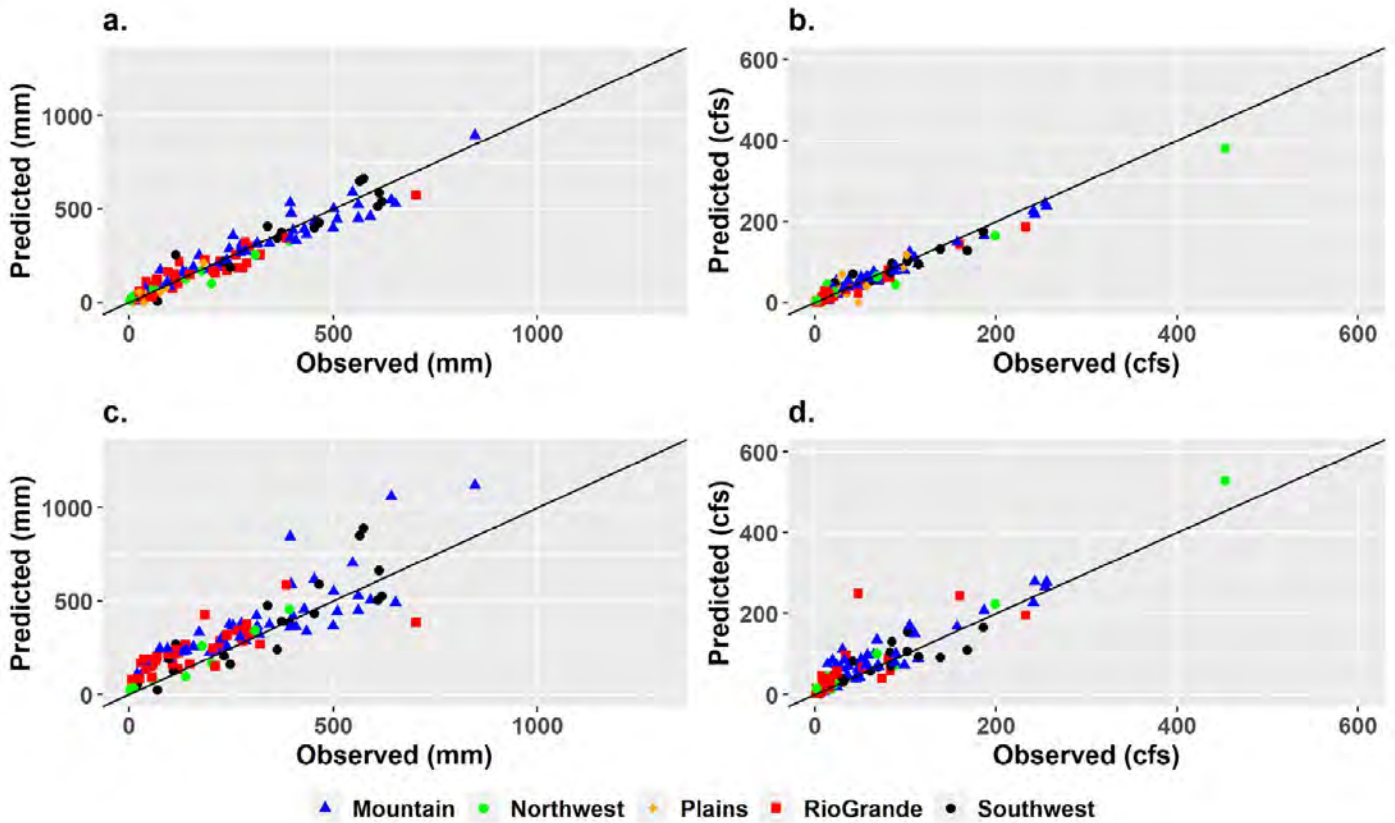 a.
Predicted (mm)
1000
500
0
0 500 1000
Observed (mm)
b.
Predicted (cfs)
600
400
200
0
0 200 400 600
Observed (cfs)
c.
Predicted (mm)
1000
500
0
0 500 1000
Observed (mm)
d.
Predicted (cfs)
600
400
200
0
0 200 400 600
Observed (cfs)
Mountain Northwest Plains RioGrande Southwest